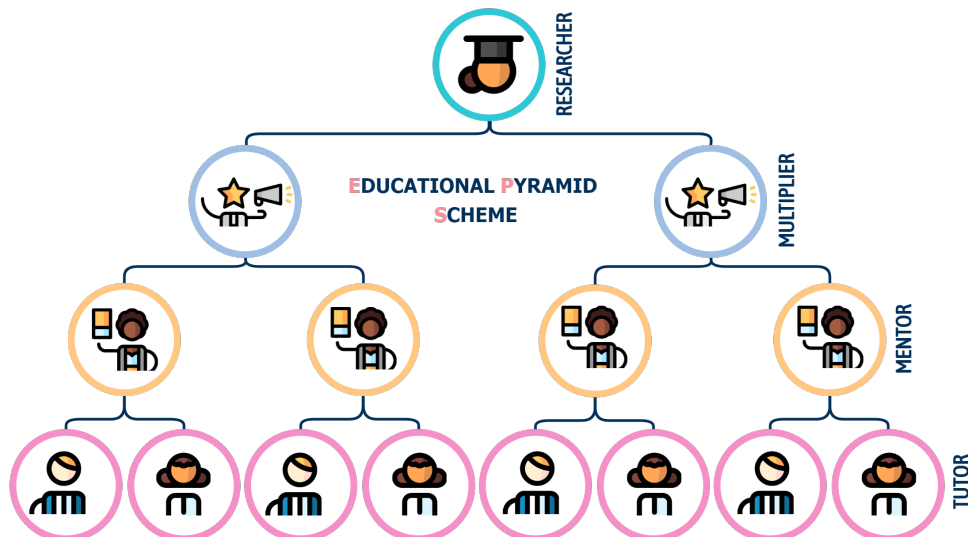 RESEARCHER
EDUCATIONAL PYRAMID
SCHEME
MULTIPLIER
MENTOR
TUTOR